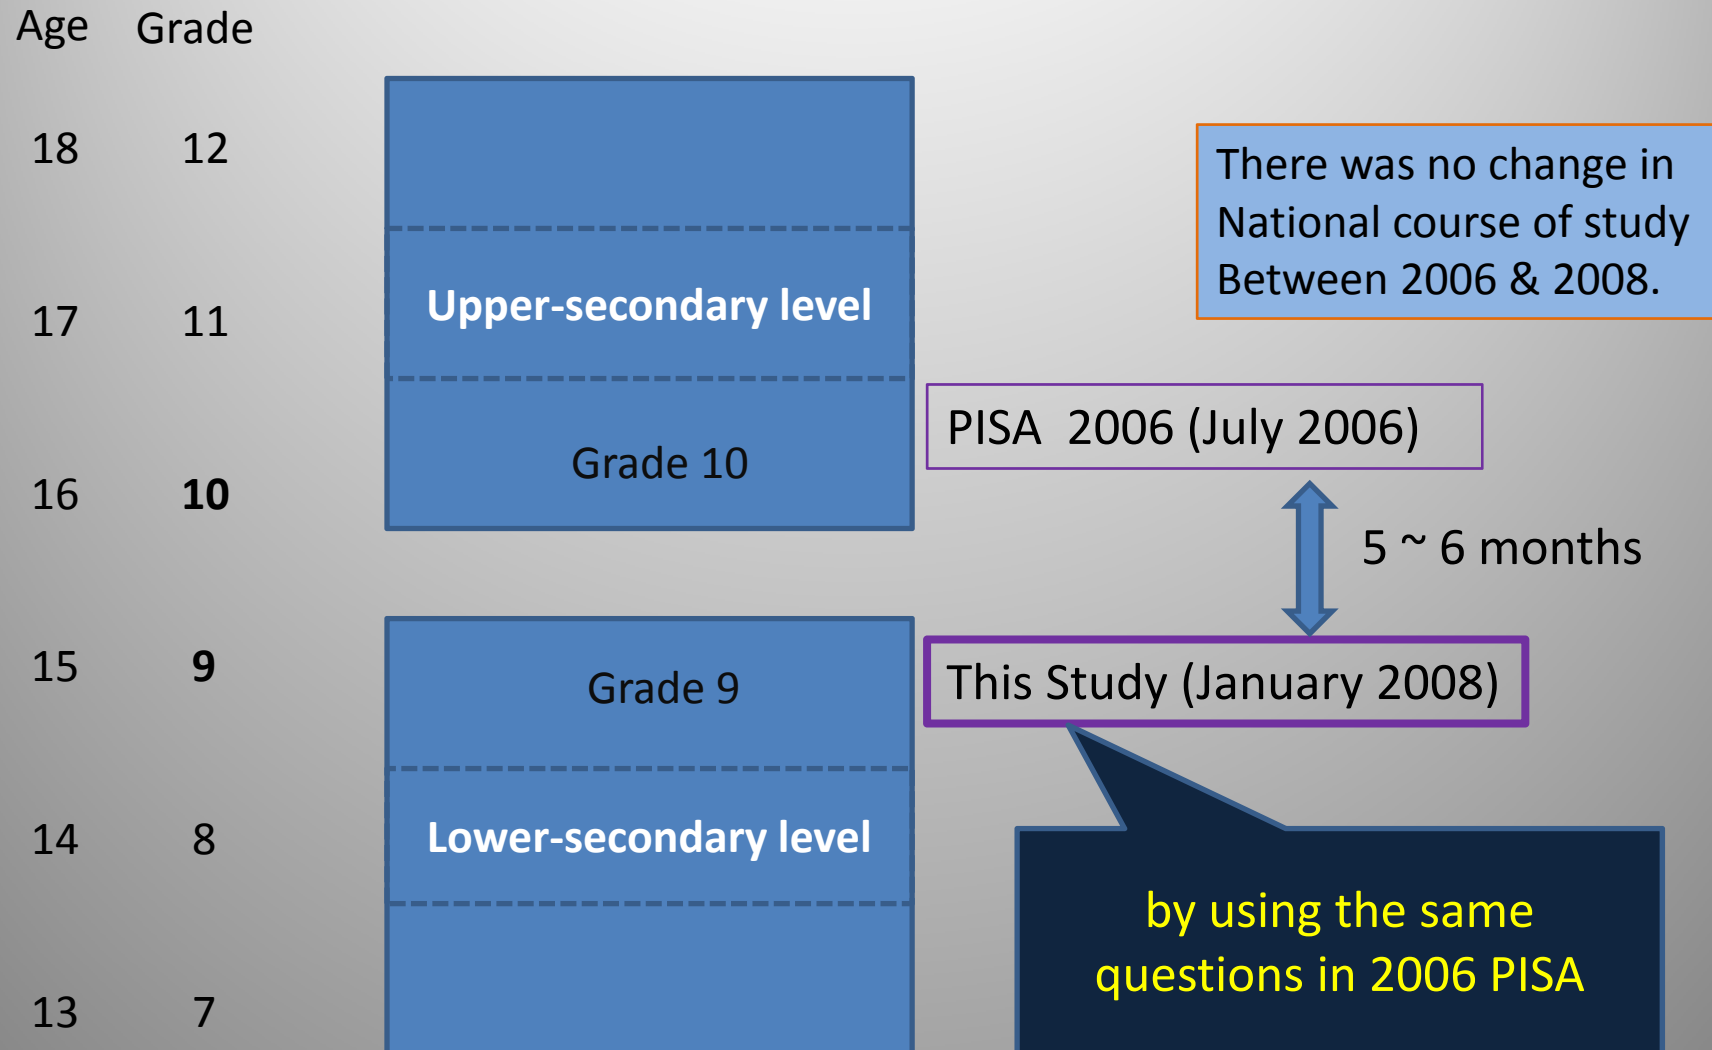 Age Grade
18 12
There was no change in
National course of study
Between 2006 & 2008.
17 11
Upper-secondary level
PISA 2006 (July 2006)
Grade 10
16 10
5 ~ 6 months
15 9
Grade 9
This Study (January 2008)
14 8
Lower-secondary level
by using the same
questions in 2006 PISA
13 7